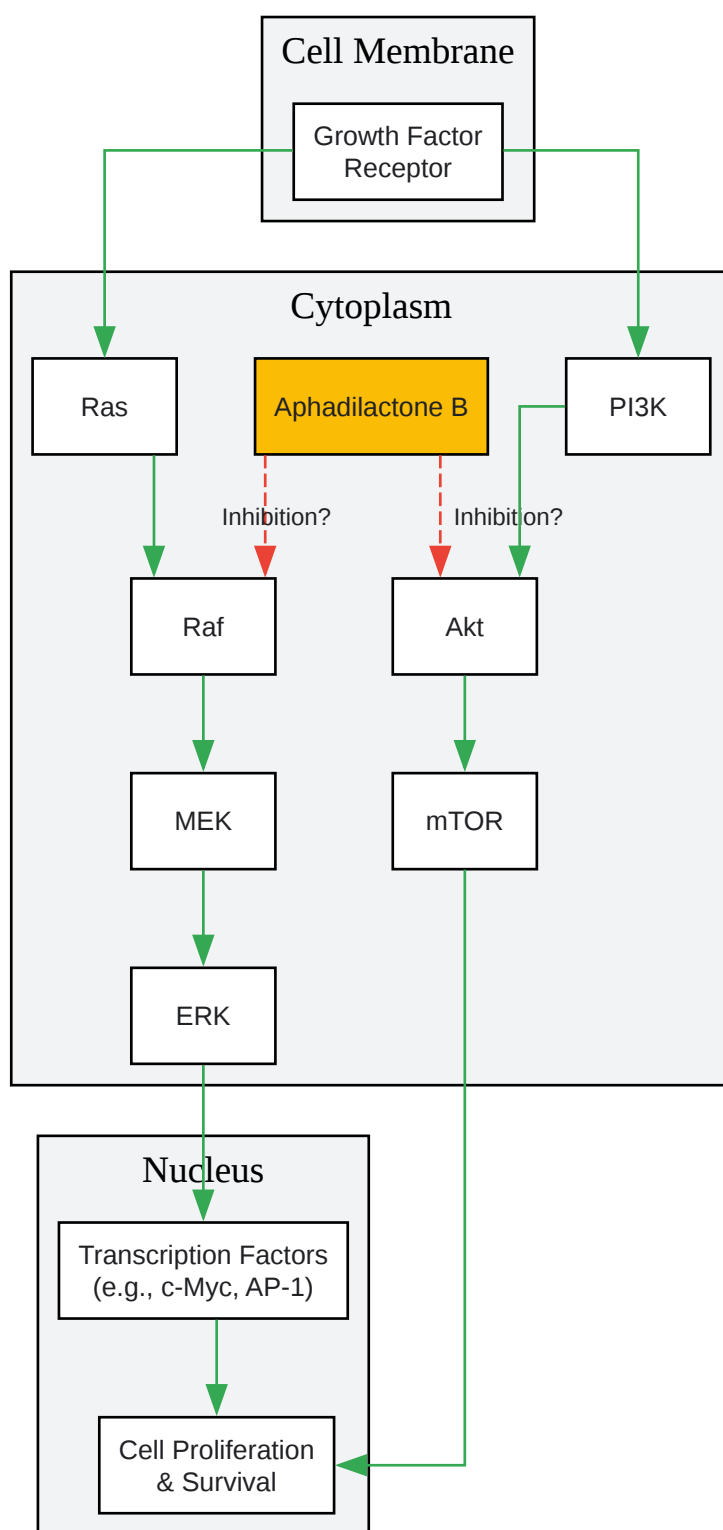 Cell Membrane
Growth Factor
Receptor
Cytoplasm
Ras
Aphadilactone B
PI3K
Inhibition?
Inhibition?
Raf
Akt
MEK
mTOR
ERK
Nucleus
Transcription Factors
(e.g., c-Myc, AP-1)
Cell Proliferation
& Survival